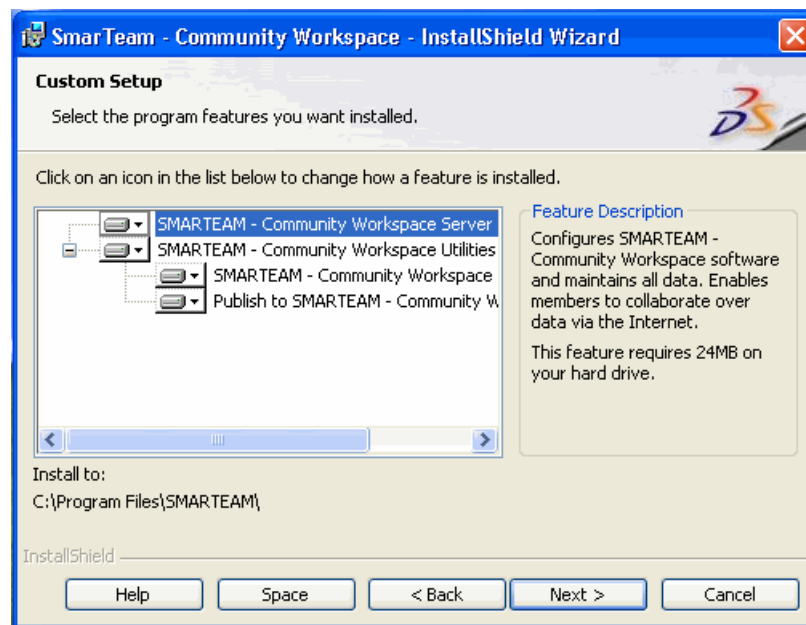 SmarTeam - Community Workspace - InstallShield Wizard
Custom Setup
Select the program features you want installed.
Click on an icon in the list below to change how a feature is installed.
SMARTEAM - Community Workspace Server
SMARTEAM - Community Workspace Utilities
SMARTEAM - Community Workspace
Publish to SMARTEAM - Community W
Feature Description
Configures SMARTEAM -
Community Workspace software
and maintains all data. Enables
members to collaborate over
data via the Internet.
This feature requires 24MB on
your hard drive.
Install to:
C:\Program Files\SMARTEAM\
InstallShield
Help
Space
< Back
Next >
Cancel